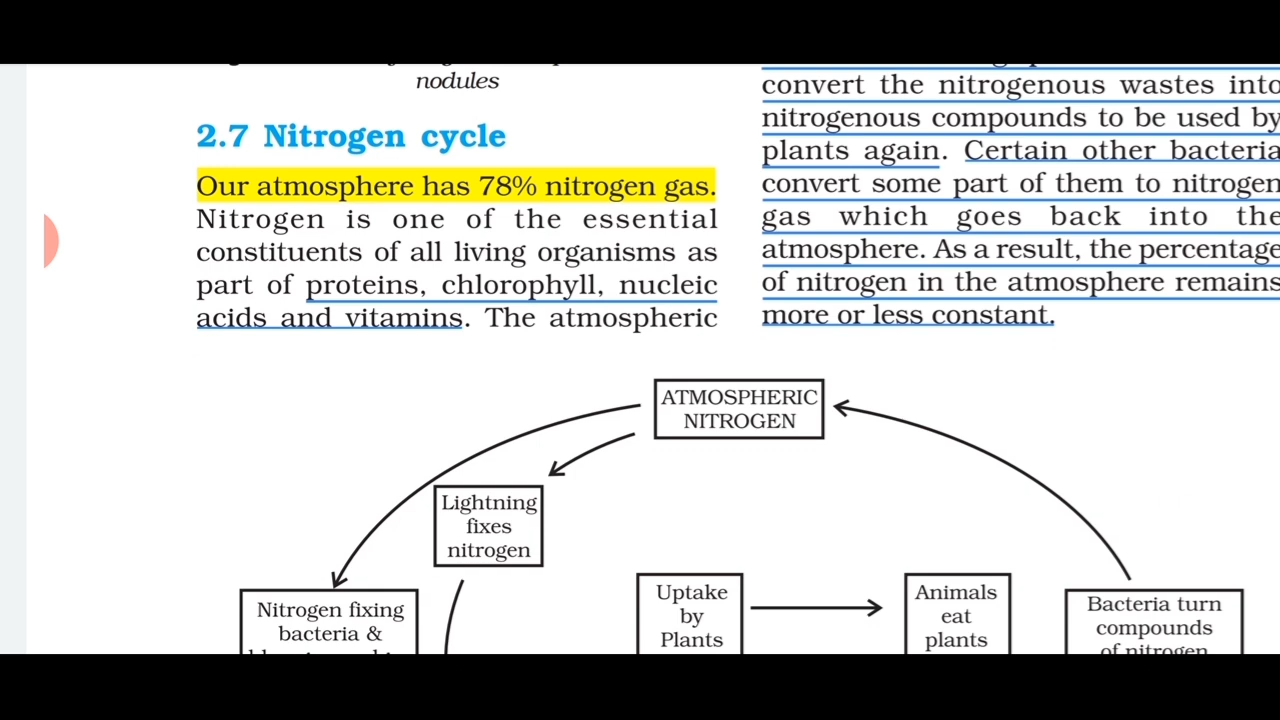 nodules
2.7 Nitrogen cycle
Our atmosphere has 78% nitrogen gas.
Nitrogen is one of the essential
constituents of all living organisms as
part of proteins, chlorophyll, nucleic
acids and vitamins. The atmospheric
convert the nitrogenous wastes into
nitrogenous compounds to be used by
plants again. Certain other bacteria
convert some part of them to nitrogen
gas which goes back into the
atmosphere. As a result, the percentage
of nitrogen in the atmosphere remains
more or less constant.
ATMOSPHERIC
NITROGEN
Lightning
fixes
nitrogen
Nitrogen fixing
bacteria &
Uptake
by
Plants
Animals
eat
plants
Bacteria turn
compounds
of nitrogen